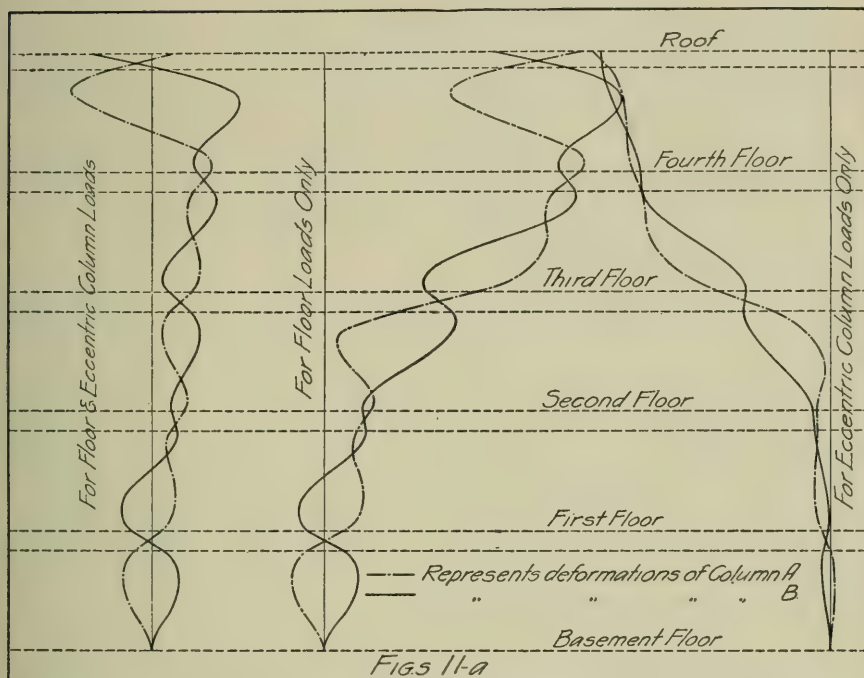 Roof
Fourth Floor
Third Floor
Second Floor
First Floor
Basement Floor
For Floor & Eccentric Column Loads
For Floor Loads Only
For Eccentric Column Loads Only
Represents deformations of Column A
" " " " B.
FIGS 11-a